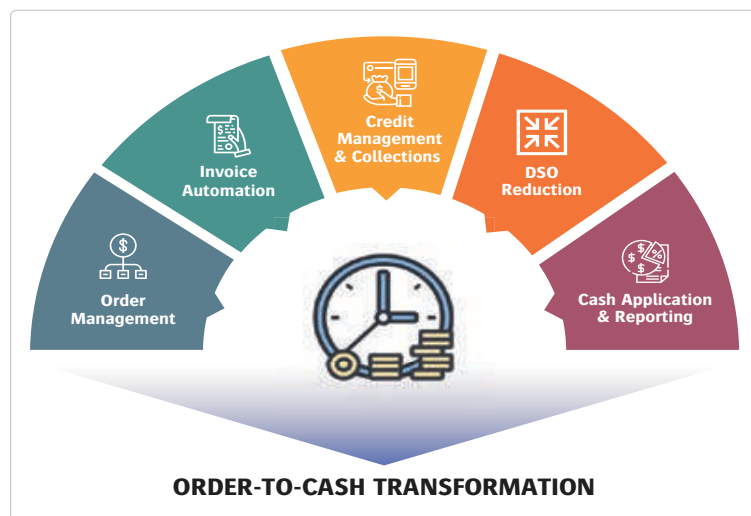 Order
Management
Invoice
Automation
Credit
Management
& Collections
DSO
Reduction
Cash Application
& Reporting
ORDER-TO-CASH TRANSFORMATION